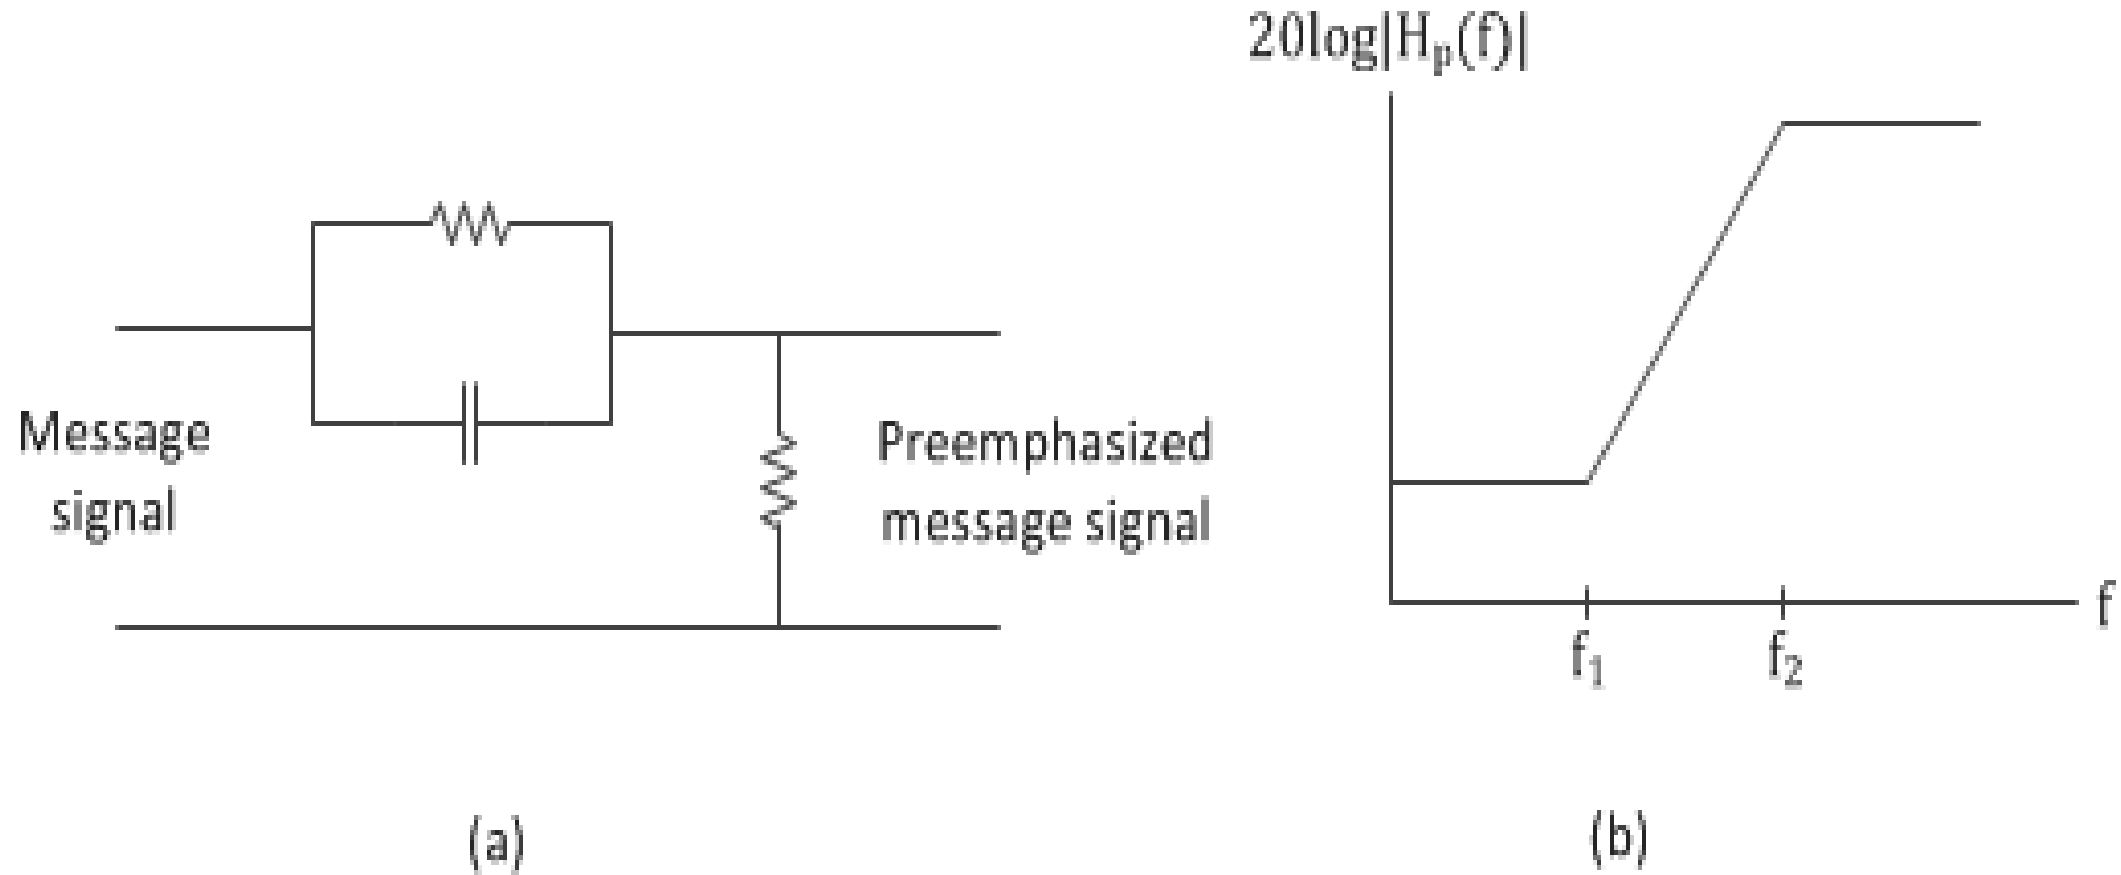 20log|Hₚ(f)|
Message
signal
Preemphasized
message signal
f
f₁
f₂
(a)
(b)